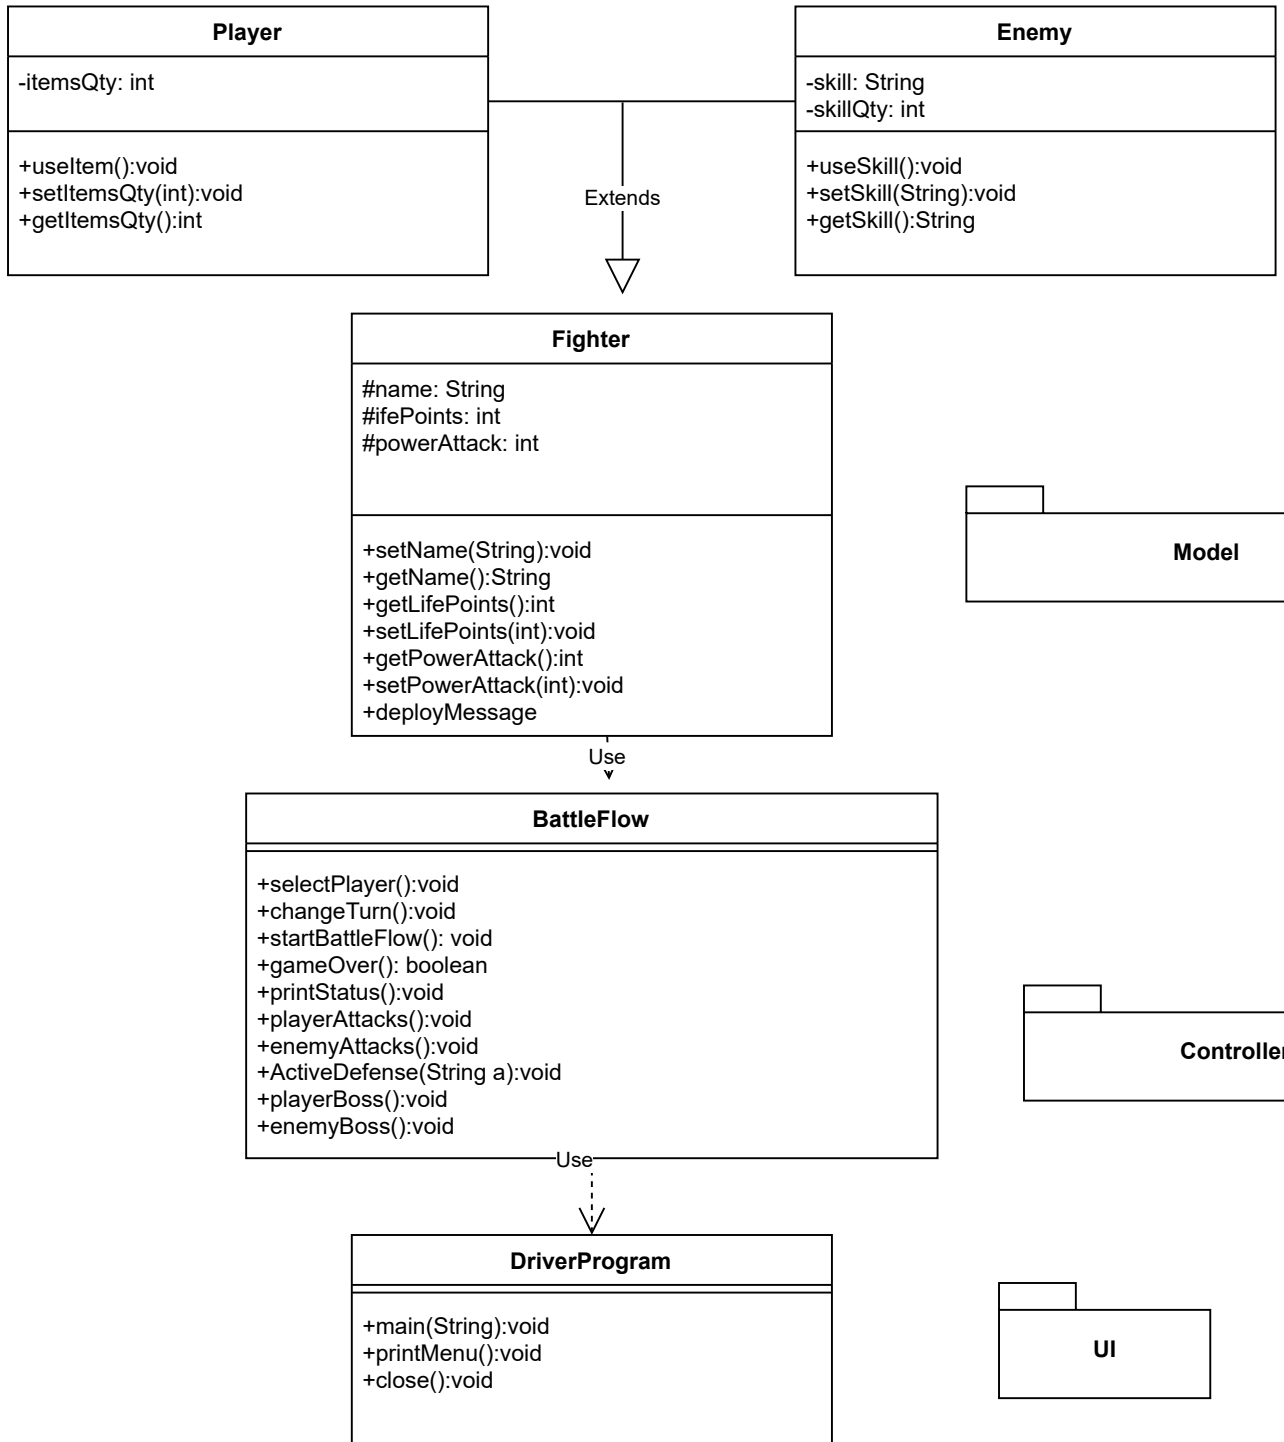 Player
-itemsQty: int
+useItem():void
+setItemsQty(int):void
+getItemsQty():int
Enemy
-skill: String
-skillQty: int
+useSkill():void
+setSkill(String):void
+getSkill():String
Extends
Fighter
#name: String
#ifePoints: int
#powerAttack: int
+setName(String):void
+getName():String
+getLifePoints():int
+setLifePoints(int):void
+getPowerAttack():int
+setPowerAttack(int):void
+deployMessage
Model
Use
BattleFlow
+selectPlayer():void
+changeTurn():void
+startBattleFlow(): void
+gameOver(): boolean
+printStatus():void
+playerAttacks():void
+enemyAttacks():void
+ActiveDefense(String a):void
+playerBoss():void
+enemyBoss():void
Controller
Use
DriverProgram
+main(String):void
+printMenu():void
+close():void
UI